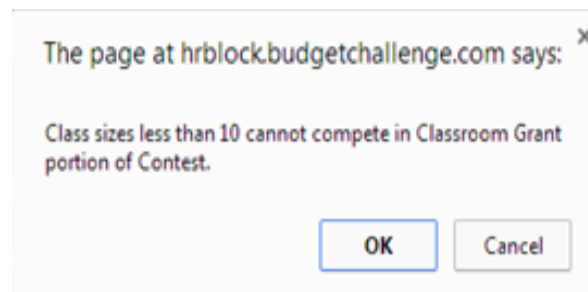 The page at hrblock.budgetchallenge.com says:
Class sizes less than 10 cannot compete in Classroom Grant
portion of Contest.
OK Cancel